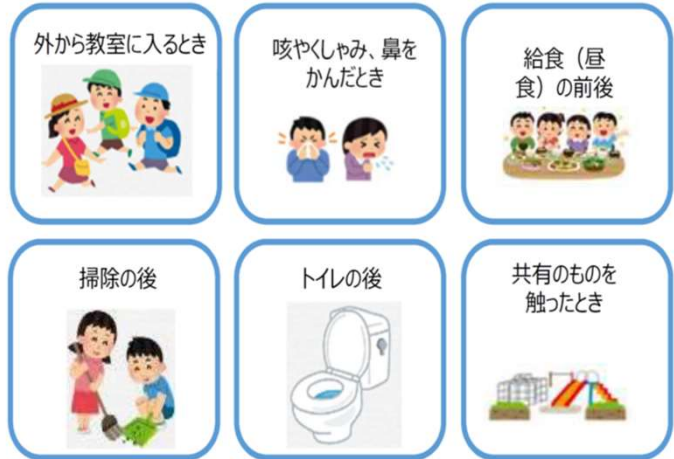 外から教室に入るとき
咳やくしゃみ、鼻を
かんだとき
給食（昼
食）の前後
掃除の後
トイレの後
共有のものを
触ったとき